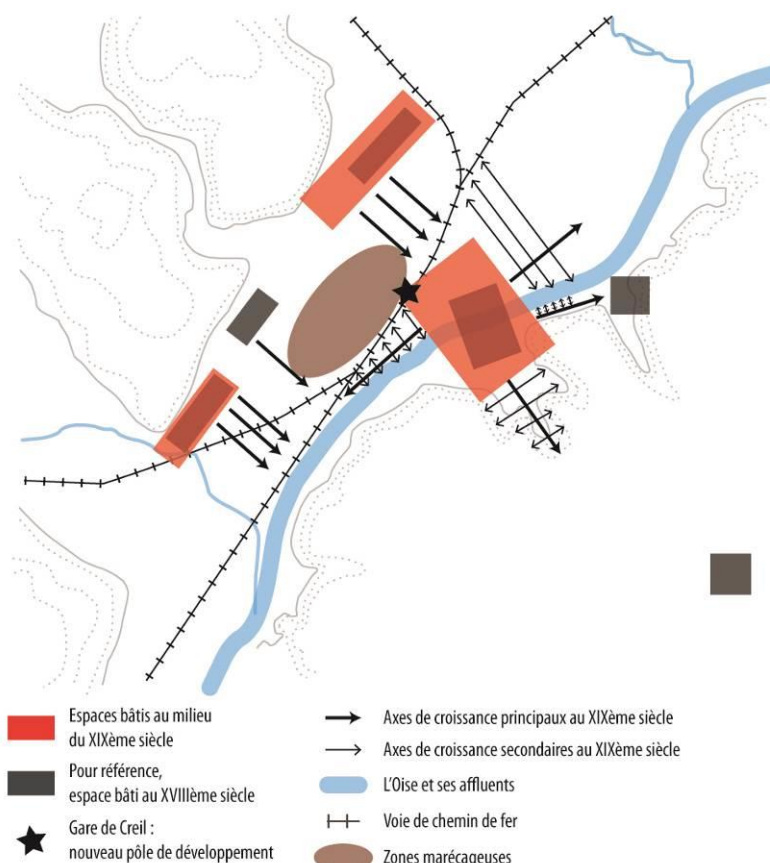 Espaces bâtis au milieu
du XIXème siècle
Pour référence,
espace bâti au XVIIIème siècle
Gare de Creil :
nouveau pôle de développement
Axes de croissance principaux au XIXème siècle
Axes de croissance secondaires au XIXème siècle
L'Oise et ses affluents
Voie de chemin de fer
Zones marécageuses